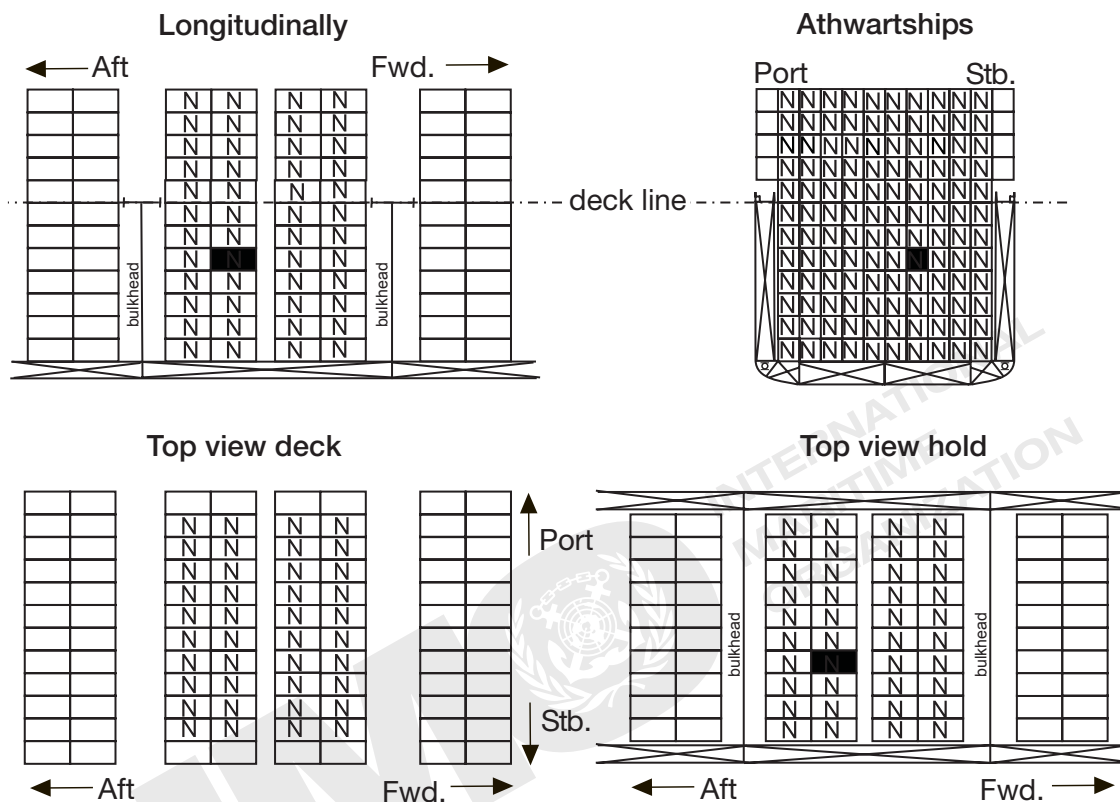 Longitudinally
Aft Fwd.
N N N N
N N N N
N N N N
N N N N
N N N N
N N N N
N N N N
N N N N
N N N N
N N N N
N N N N
N N N N
bulkhead
bulkhead
deck line
Athwartships
Port Stb.
N N N N N N N N N N
N N N N N N N N N N
N N N N N N N N N N
N N N N N N N N N N
N N N N N N N N N N
N N N N N N N N N N
N N N N N N N N N N
N N N N N N N N N N
N N N N N N N N N N
N N N N N N N N N N
N N N N N N N N N N
N N N N N N N N N N
Top view deck
N N N N
N N N N
N N N N
N N N N
N N N N
N N N N
N N N N
N N N N
N N N N
N N N N
Port
Stb.
Aft Fwd.
Top view hold
N N N N
N N N N
N N N N
N N N N
N N N N
N N N N
N N N N
N N N N
N N N N
N N N N
bulkhead
bulkhead
Aft Fwd.
INTERNATIONAL
MARITIME
ORGANIZATION